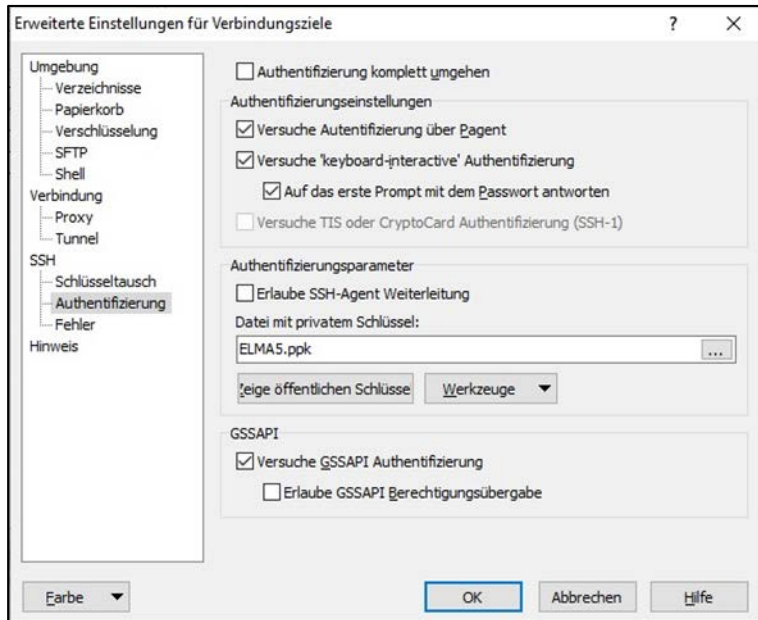 Erweiterte Einstellungen für Verbindungsziele ? ×
Umgebung
Verzeichnisse
Papierkorb
Verschlüsselung
SFTP
Shell
Verbindung
Proxy
Tunnel
SSH
Schlüsseltausch
Authentifizierung
Fehler
Hinweis
Authentifizierung komplett umgehen
Authentifizierungseinstellungen
Versuche Autentifizierung über Pagent
Versuche 'keyboard-interactive' Authentifizierung
Auf das erste Prompt mit dem Passwort antworten
Versuche TIS oder CryptoCard Authentifizierung (SSH-1)
Authentifizierungsparameter
Erlaube SSH-Agent Weiterleitung
Datei mit privatem Schlüssel:
ELMA5.ppk ...
Zeige öffentlichen Schlüsse Werkzeuge
GSSAPI
Versuche GSSAPI Authentifizierung
Erlaube GSSAPI Berechtigungsübergabe
Farbe OK Abbrechen Hilfe